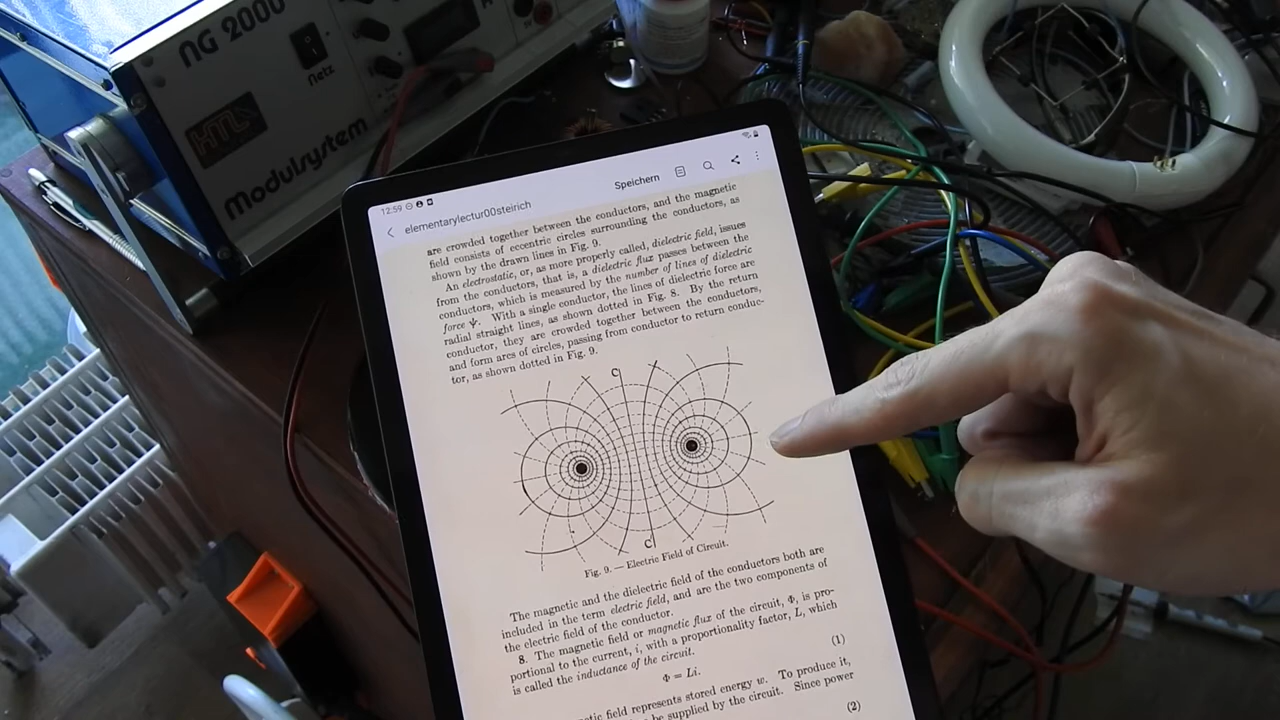 NG 2000
Netz
HTL
Modulsystem
12:59
Speichern
elementarylectur00steirich
are crowded together between the conductors, and the magnetic
field consists of eccentric circles surrounding the conductors, as
shown by the drawn lines in Fig. 9.
An electrostatic, or, as more properly called, dielectric field, issues
from the conductors, that is, a dielectric flux passes between the
conductors, which is measured by the number of lines of dielectric
force ψ. With a single conductor, the lines of dielectric force are
radial straight lines, as shown dotted in Fig. 8. By the return
conductor, they are crowded together between the conductors,
and form arcs of circles, passing from conductor to return conduc-
tor, as shown dotted in Fig. 9.
C
C
Fig. 9. — Electric Field of Circuit.
The magnetic and the dielectric field of the conductors both are
included in the term electric field, and are the two components of
the electric field of the conductor.
8. The magnetic field or magnetic flux of the circuit, Φ, is pro-
portional to the current, i, with a proportionality factor, L, which
is called the inductance of the circuit.
Φ = Li. (1)
netic field represents stored energy w. To produce it,
be supplied by the circuit. Since power
(2)